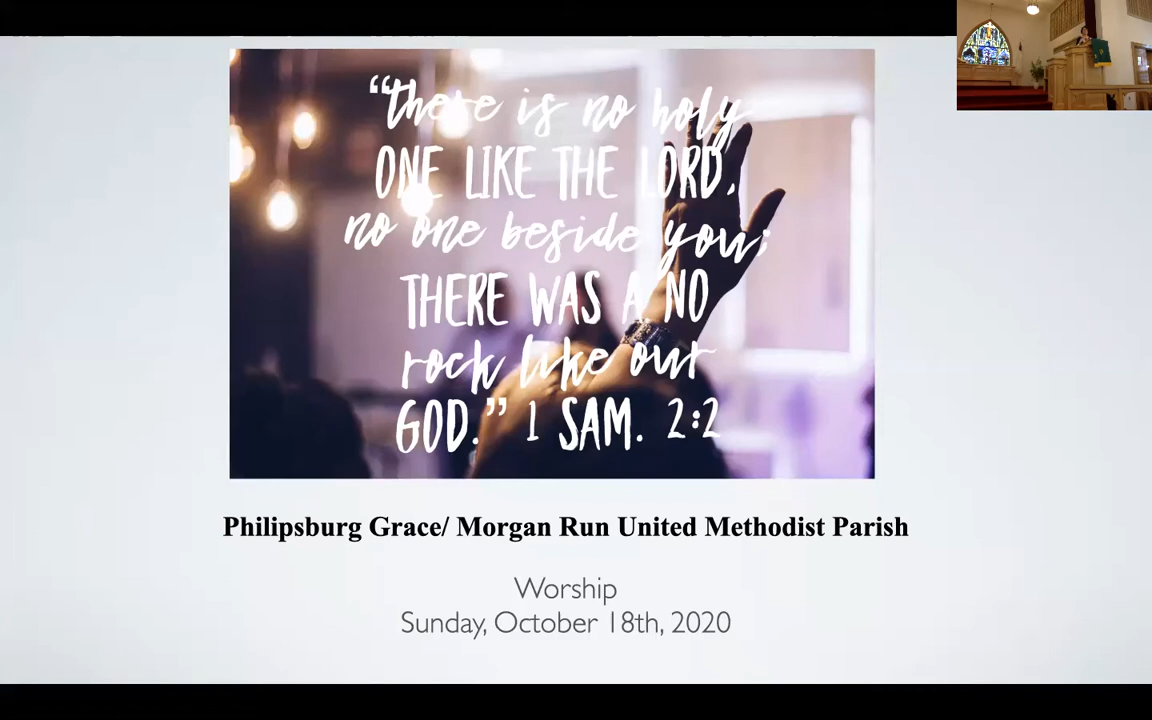 “there is no holy
ONE LIKE THE LORD,
no one beside you;
THERE WAS A NO
rock like our
GOD.” 1 SAM. 2:2
Philipsburg Grace/ Morgan Run United Methodist Parish
Worship
Sunday, October 18th, 2020